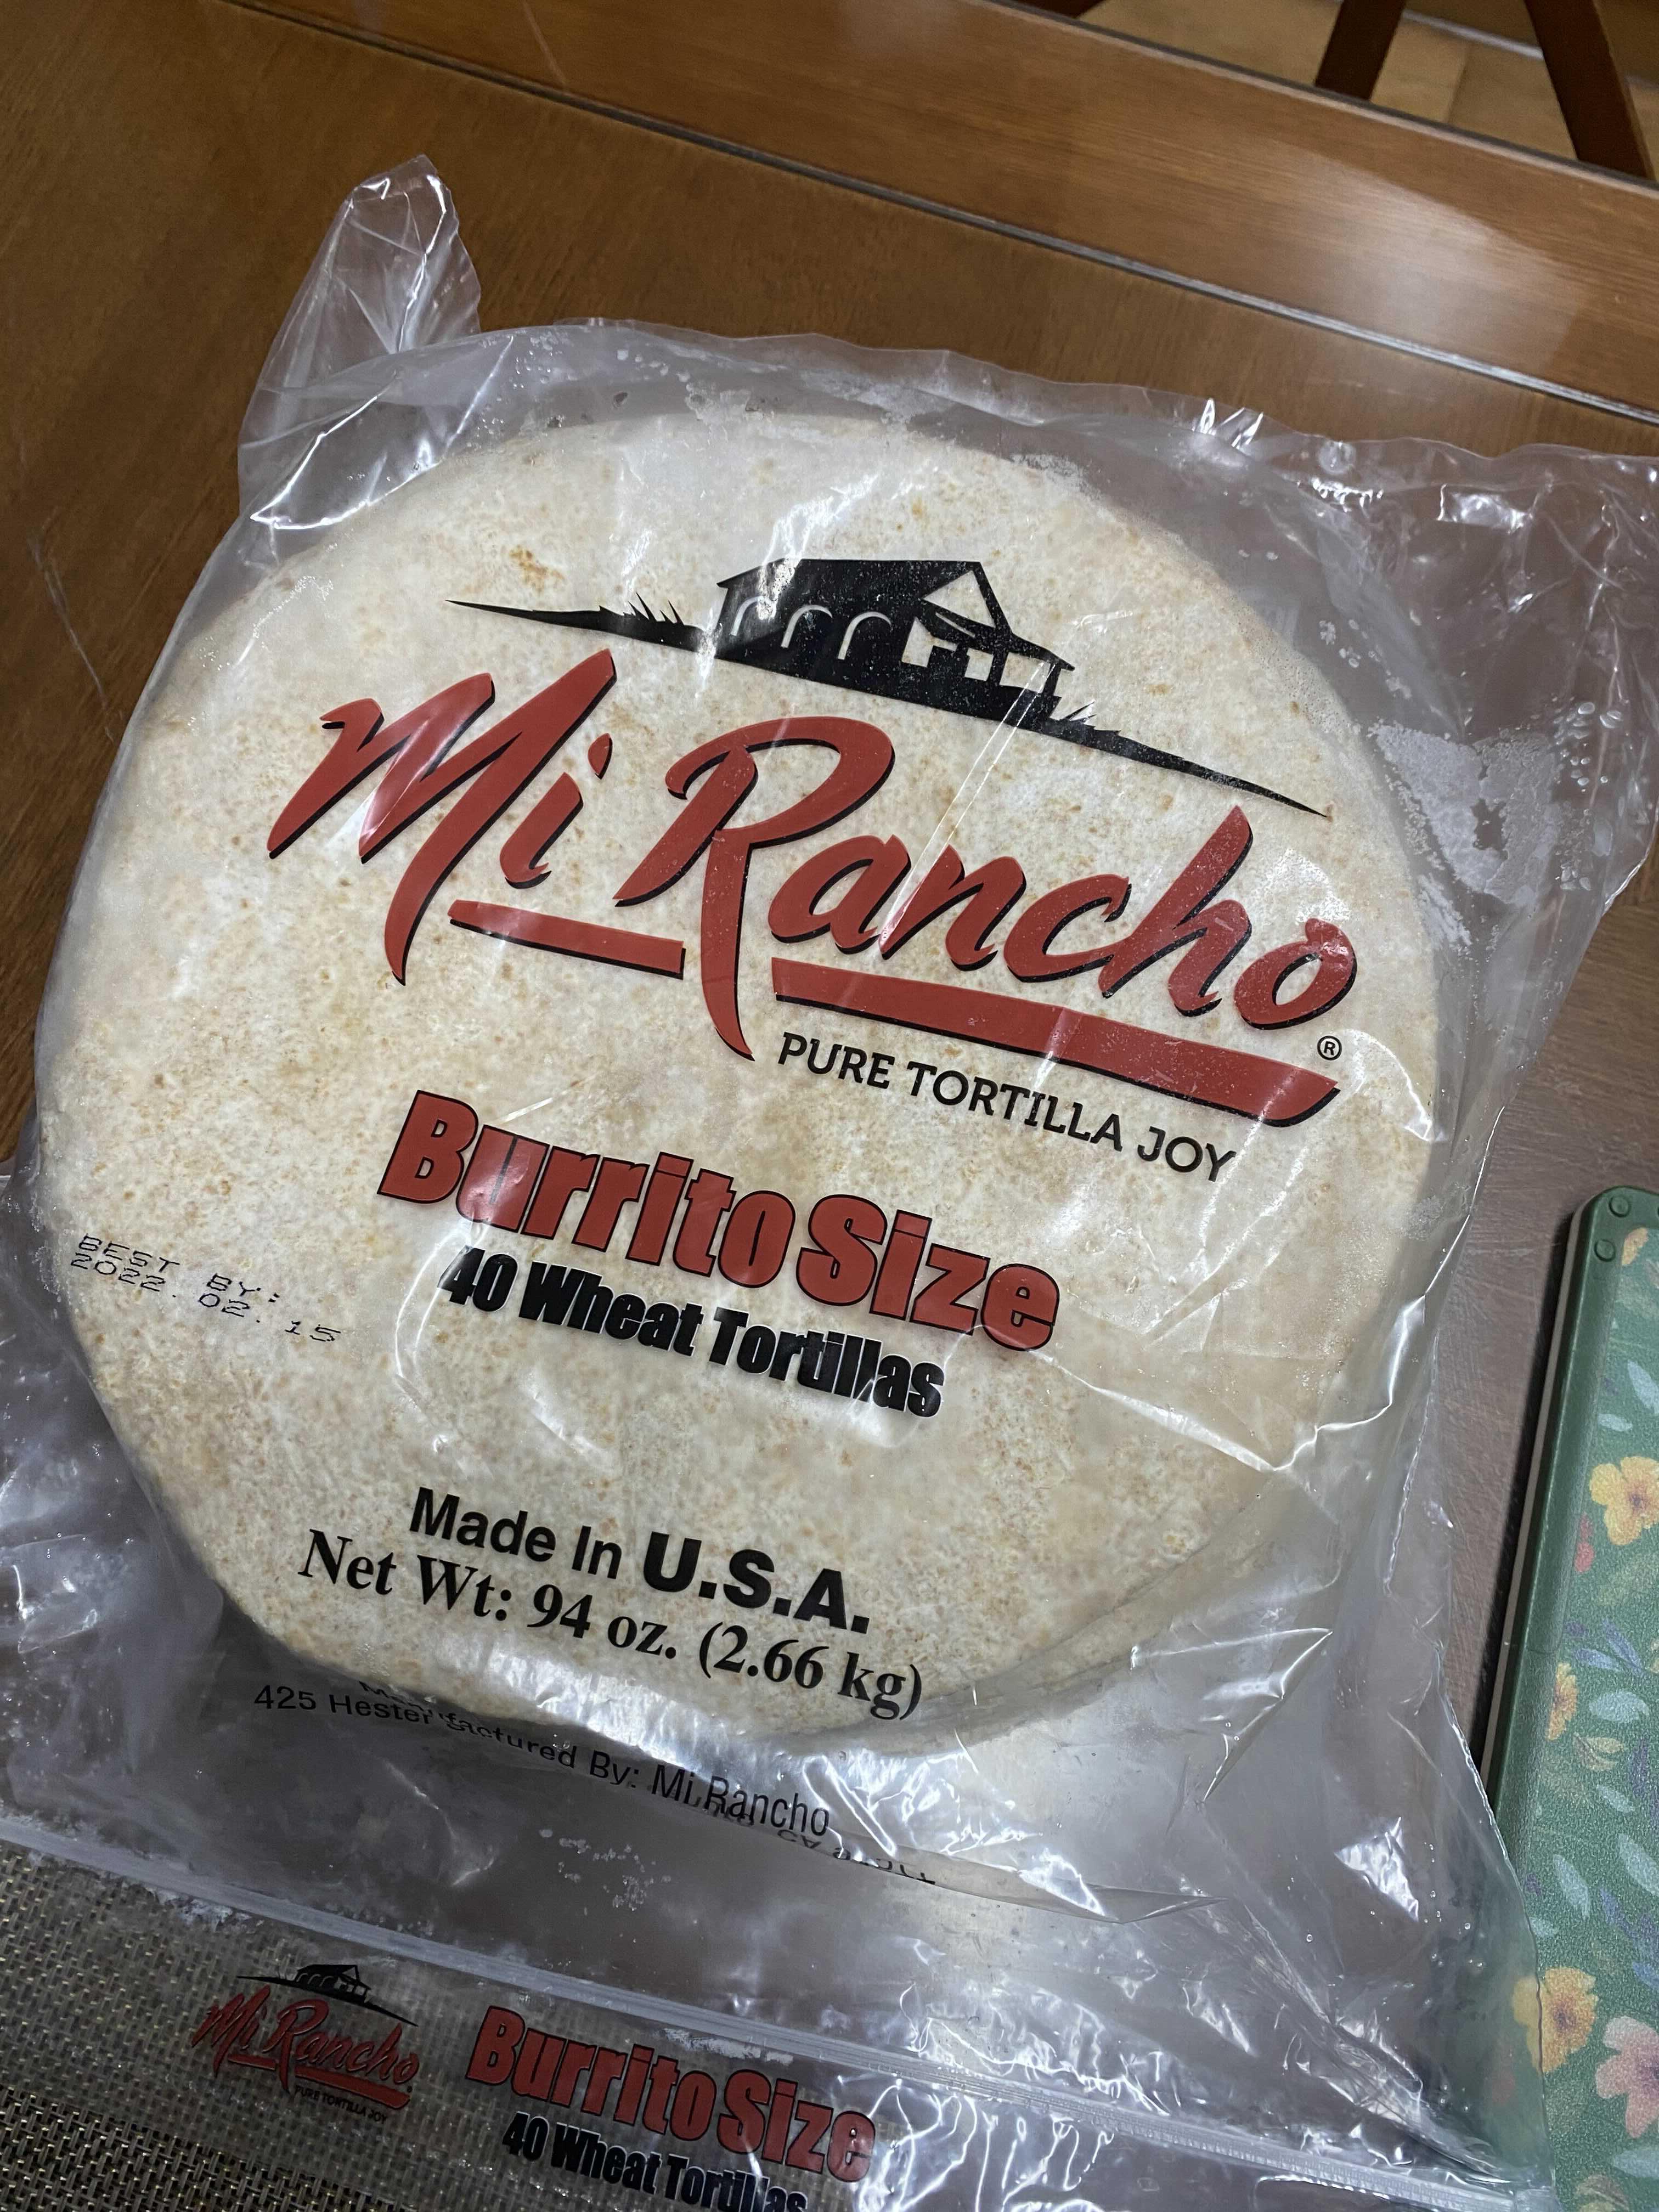 Mi Rancho®
PURE TORTILLA JOY
Burrito Size
40 Wheat Tortillas
BEST BY:
2022.02.15
Made In U.S.A.
Net Wt: 94 oz. (2.66 kg)
Manufactured By: Mi Rancho
425 Hester
Mi Rancho
PURE TORTILLA JOY
Burrito Size
40 Wheat Tortillas